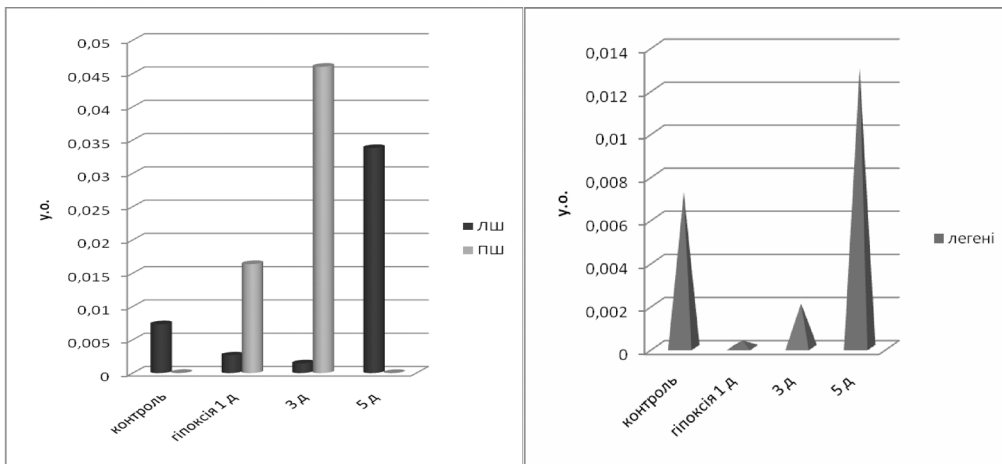 0,05
0,045
0,04
0,035
0,03
0,025
0,02
0,015
0,01
0,005
0
у.о.
контроль
гіпоксія 1 д
3 д
5 д
ЛШ
ПШ
0,014
0,012
0,01
0,008
0,006
0,004
0,002
0
у.о.
контроль
гіпоксія 1 д
3 д
5 д
легені